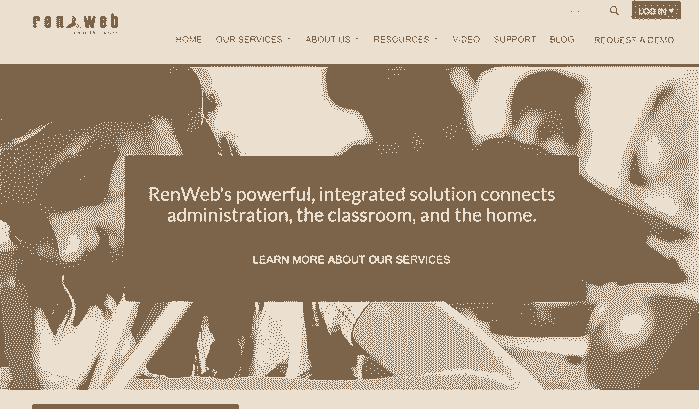 renweb
LOG IN
HOME OUR SERVICES ABOUT US RESOURCES VIDEO SUPPORT BLOG REQUEST A DEMO
RenWeb's powerful, integrated solution connects
administration, the classroom, and the home.
LEARN MORE ABOUT OUR SERVICES